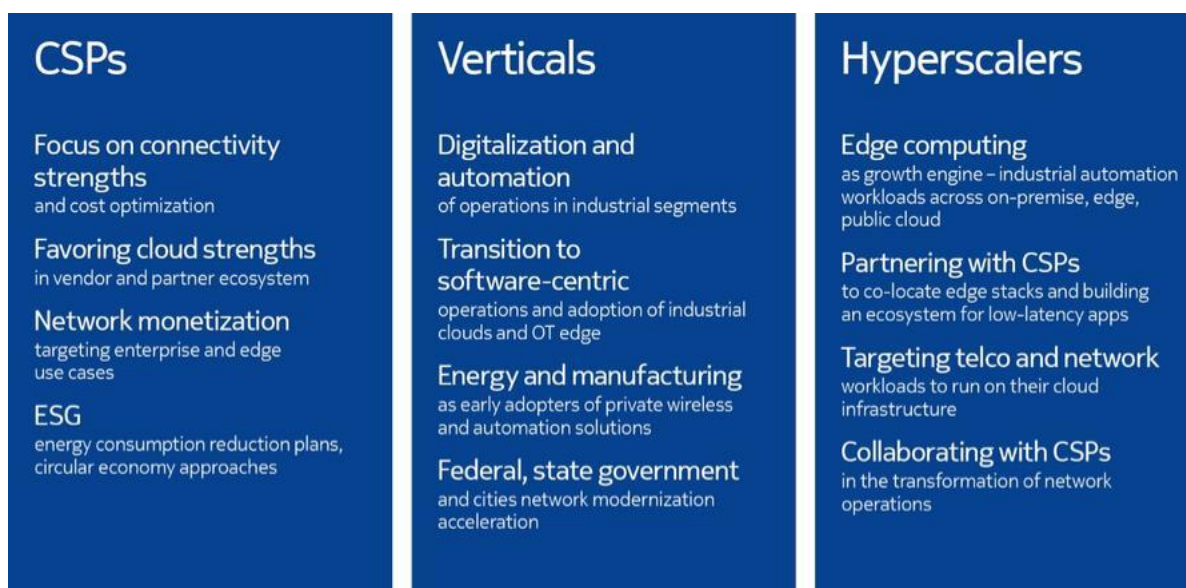 CSPs
Focus on connectivity
strengths
and cost optimization
Favoring cloud strengths
in vendor and partner ecosystem
Network monetization
targeting enterprise and edge
use cases
ESG
energy consumption reduction plans,
circular economy approaches
Verticals
Digitalization and
automation
of operations in industrial segments
Transition to
software-centric
operations and adoption of industrial
clouds and OT edge
Energy and manufacturing
as early adopters of private wireless
and automation solutions
Federal, state government
and cities network modernization
acceleration
Hyperscalers
Edge computing
as growth engine – industrial automation
workloads across on-premise, edge,
public cloud
Partnering with CSPs
to co-locate edge stacks and building
an ecosystem for low-latency apps
Targeting telco and network
workloads to run on their cloud
infrastructure
Collaborating with CSPs
in the transformation of network
operations